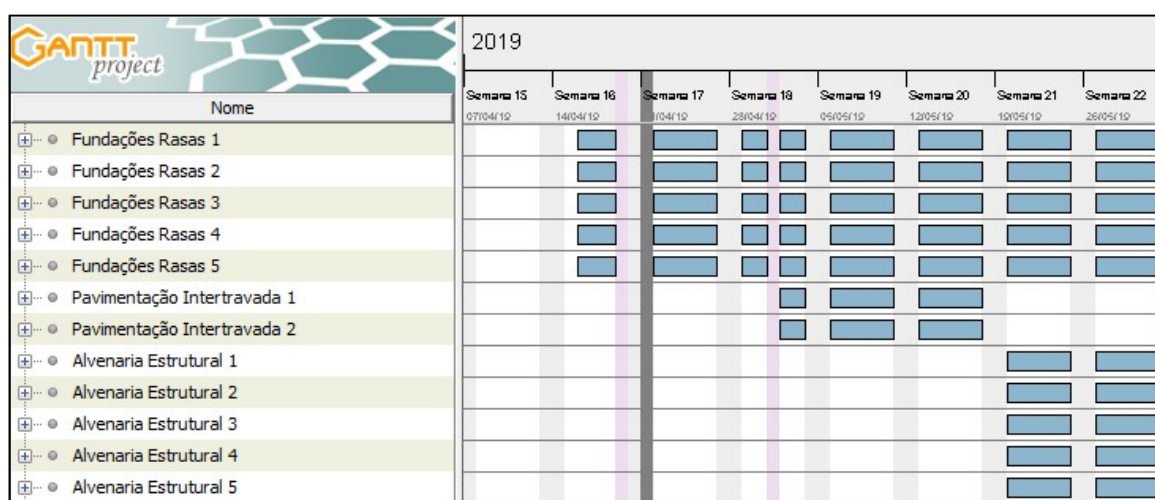 GANTT
project
2019
Nome
Semana 15 Semana 16 Semana 17 Semana 18 Semana 19 Semana 20 Semana 21 Semana 22
07/04/19 14/04/19 /04/19 28/04/19 05/05/19 12/05/19 19/05/19 26/05/19
Fundações Rasas 1
Fundações Rasas 2
Fundações Rasas 3
Fundações Rasas 4
Fundações Rasas 5
Pavimentação Intertravada 1
Pavimentação Intertravada 2
Alvenaria Estrutural 1
Alvenaria Estrutural 2
Alvenaria Estrutural 3
Alvenaria Estrutural 4
Alvenaria Estrutural 5